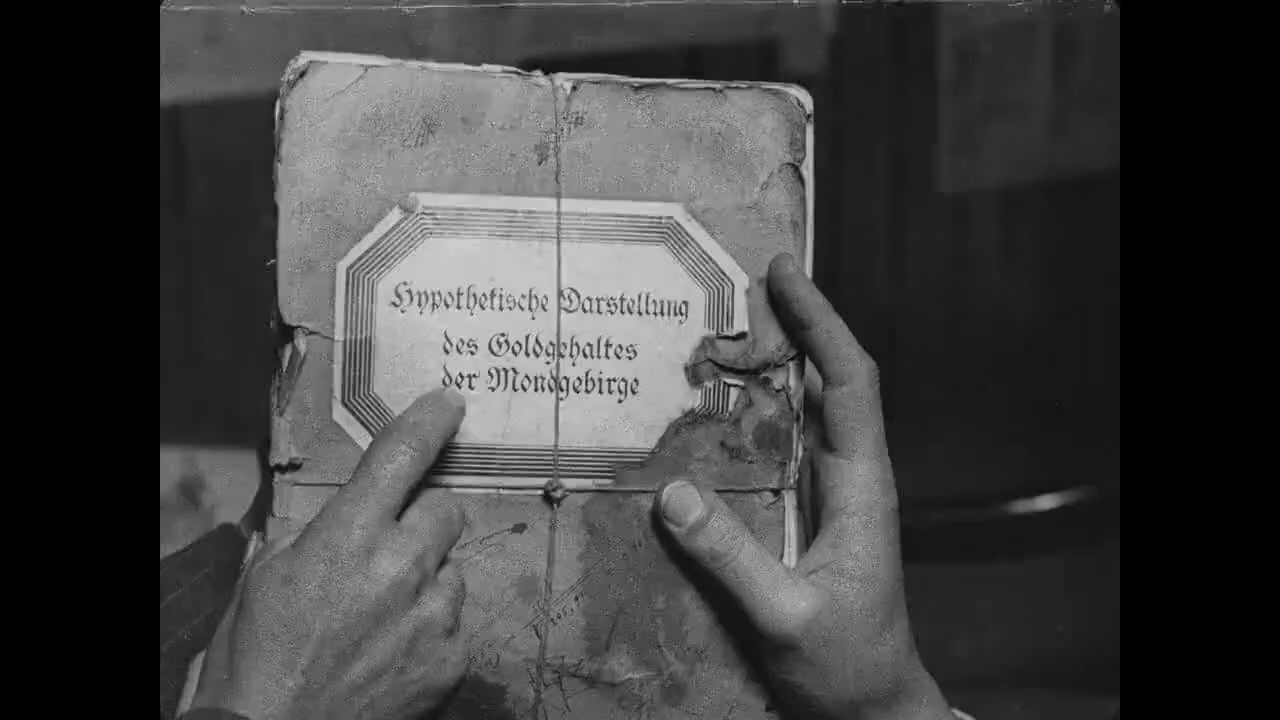 Hypothetische Darstellung
des Goldgehaltes
der Mondgebirge